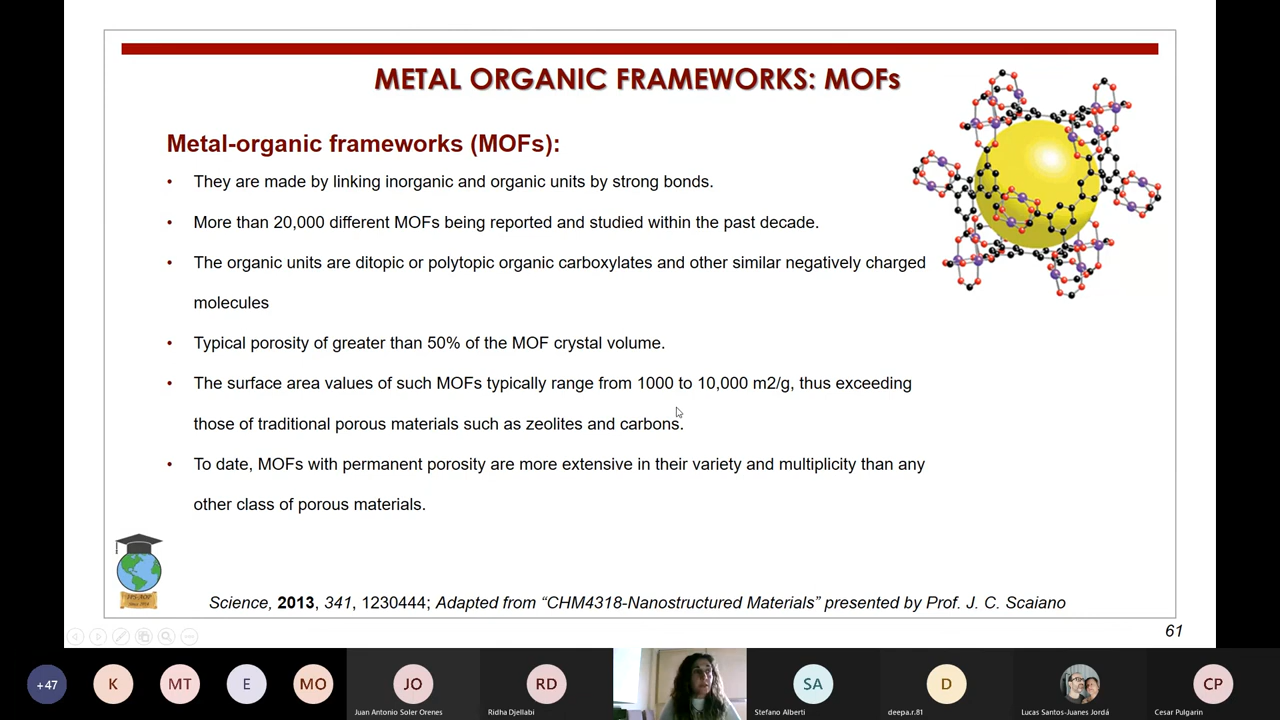 METAL ORGANIC FRAMEWORKS: MOFs
Metal-organic frameworks (MOFs):
• They are made by linking inorganic and organic units by strong bonds.
• More than 20,000 different MOFs being reported and studied within the past decade.
• The organic units are ditopic or polytopic organic carboxylates and other similar negatively charged
molecules
• Typical porosity of greater than 50% of the MOF crystal volume.
• The surface area values of such MOFs typically range from 1000 to 10,000 m2/g, thus exceeding
those of traditional porous materials such as zeolites and carbons.
• To date, MOFs with permanent porosity are more extensive in their variety and multiplicity than any
other class of porous materials.
Science, 2013, 341, 1230444; Adapted from “CHM4318-Nanostructured Materials” presented by Prof. J. C. Scaiano
61
+47 K MT E MO JO RD SA D CP
Juan Antonio Soler Orenes Ridha Djellabi Stefano Alberti deepa.r.81 Lucas Santos-Juanes Jordá Cesar Pulgarin